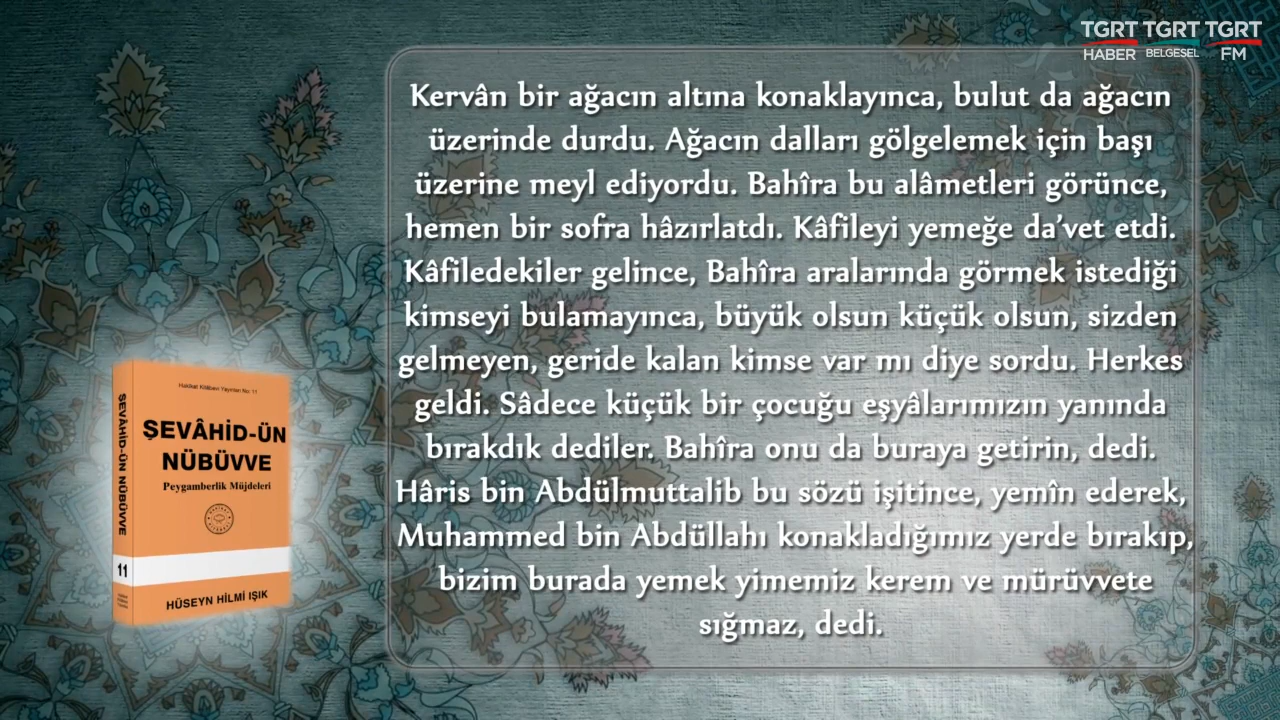 TGRT HABER
TGRT BELGESEL
TGRT FM
Kervân bir ağacın altına konaklayınca, bulut da ağacın
üzerinde durdu. Ağacın dalları gölgelemek için başı
üzerine meyl ediyordu. Bahîra bu alâmetleri görünce,
hemen bir sofra hâzırlatdı. Kâfileyi yemeğe da’vet etdi.
Kâfiledekiler gelince, Bahîra aralarında görmek istediği
kimseyi bulamayınca, büyük olsun küçük olsun, sizden
gelmeyen, geride kalan kimse var mı diye sordu. Herkes
geldi. Sâdece küçük bir çocuğu eşyâlarımızın yanında
bırakdık dediler. Bahîra onu da buraya getirin, dedi.
Hâris bin Abdülmuttalib bu sözü işitince, yemîn ederek,
Muhammed bin Abdüllahı konakladığımız yerde bırakıp,
bizim burada yemek yimemiz kerem ve mürüvvete
sığmaz, dedi.
Hakîkat Kitâbevi Yayınları No: 11
ŞEVÂHİD-ÜN
NÜBÜVVE
Peygamberlik Müjdeleri
HÜSEYN HİLMİ IŞIK
ŞEVÂHİD-ÜN NÜBÜVVE
11